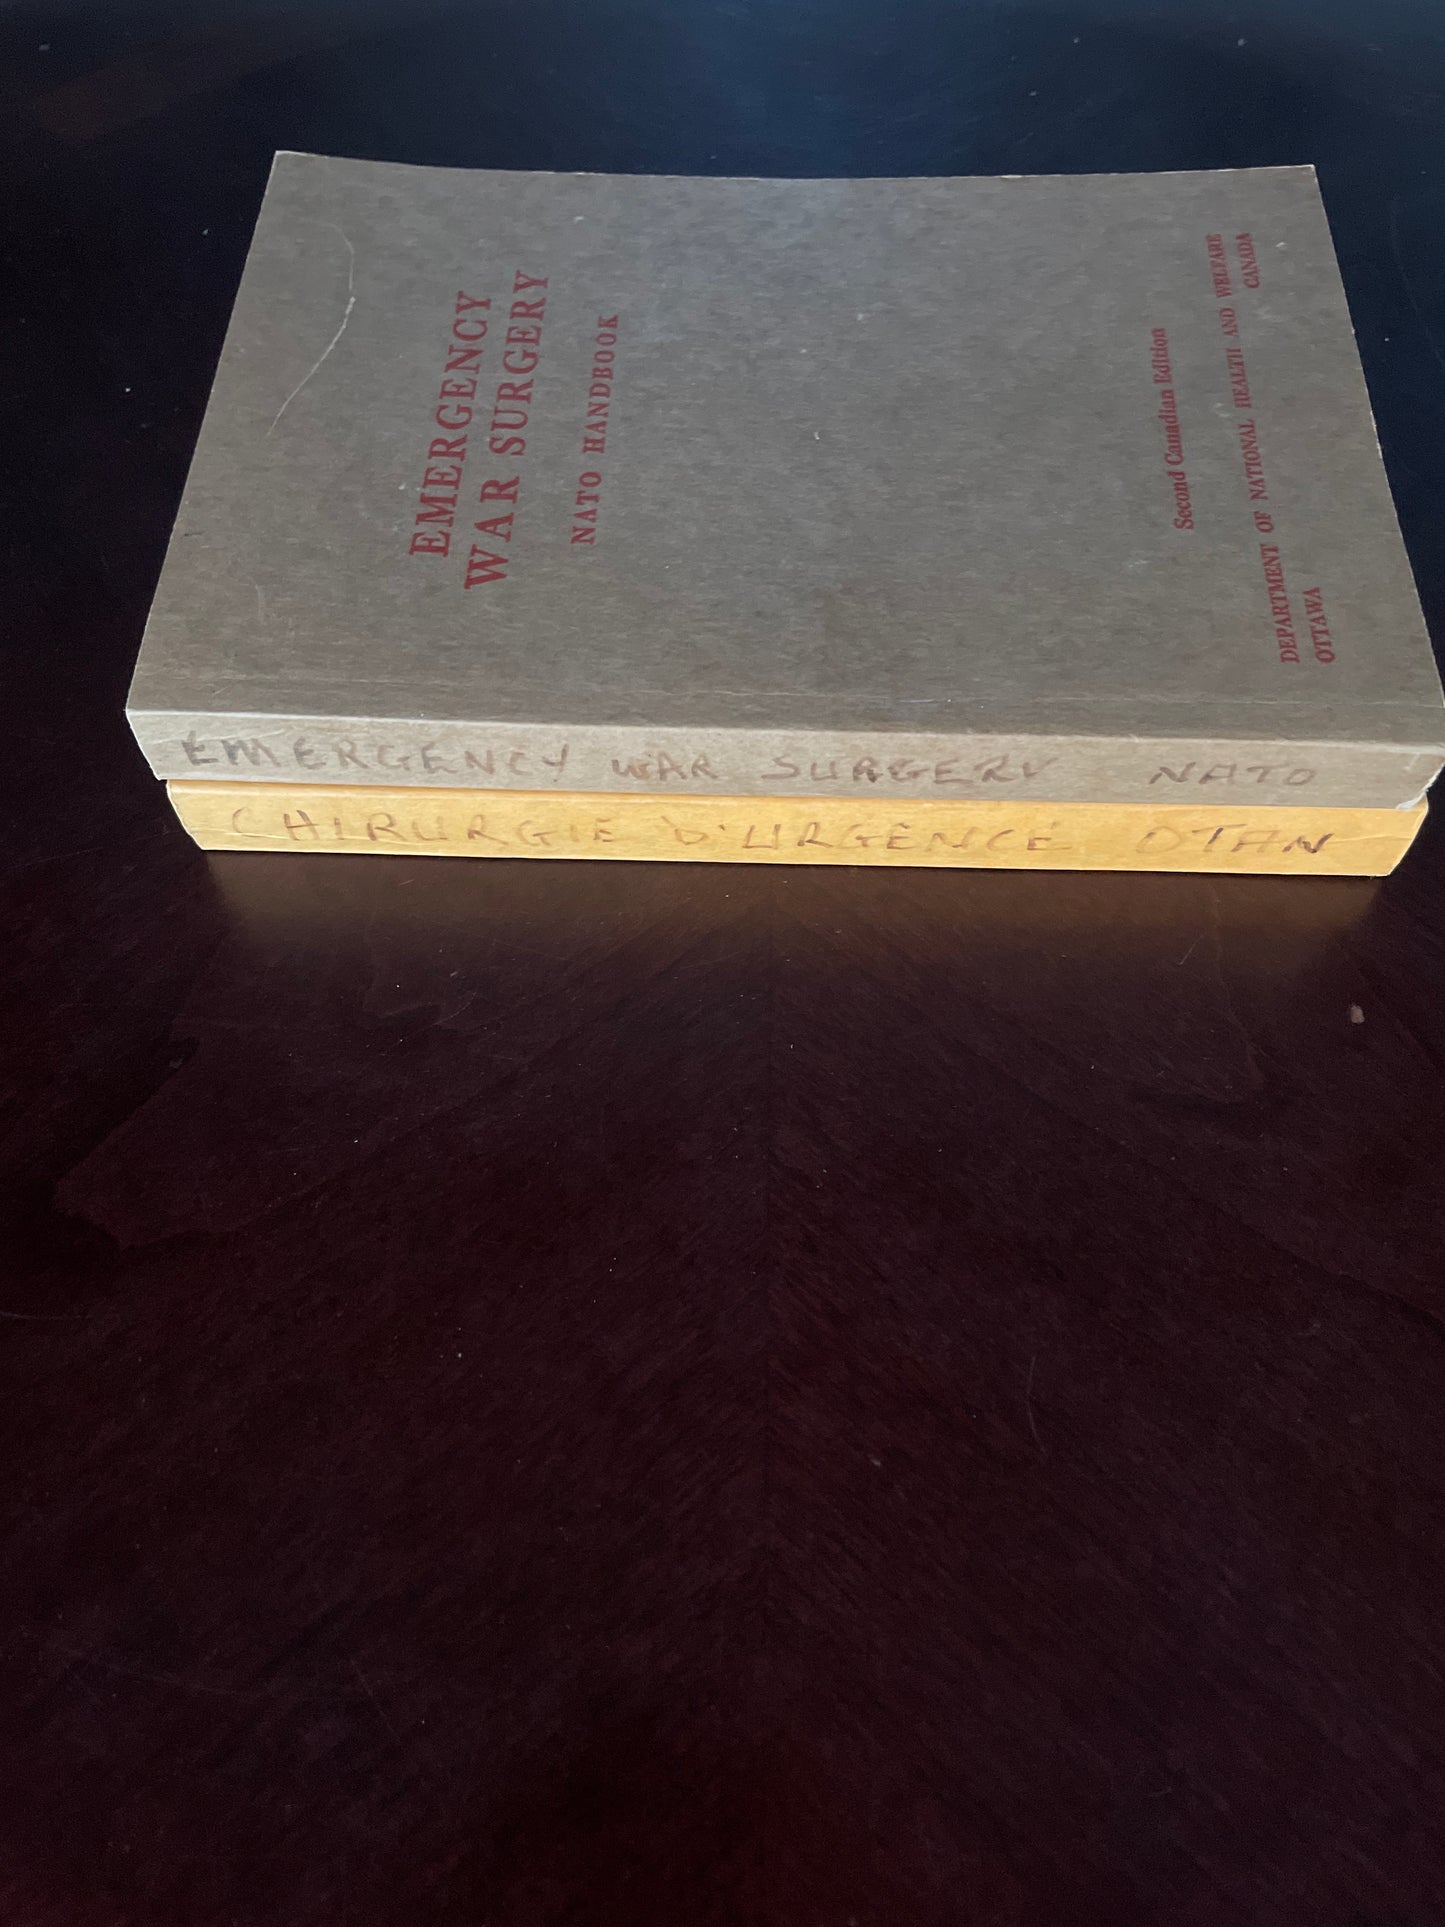 EMERGENCY
WAR SURGERY
NATO HANDBOOK
Second Canadian Edition
DEPARTMENT OF NATIONAL HEALTH AND WELFARE
OTTAWA CANADA
EMERGENCY WAR SURGERY NATO
CHIRURGIE D'URGENCE OTAN